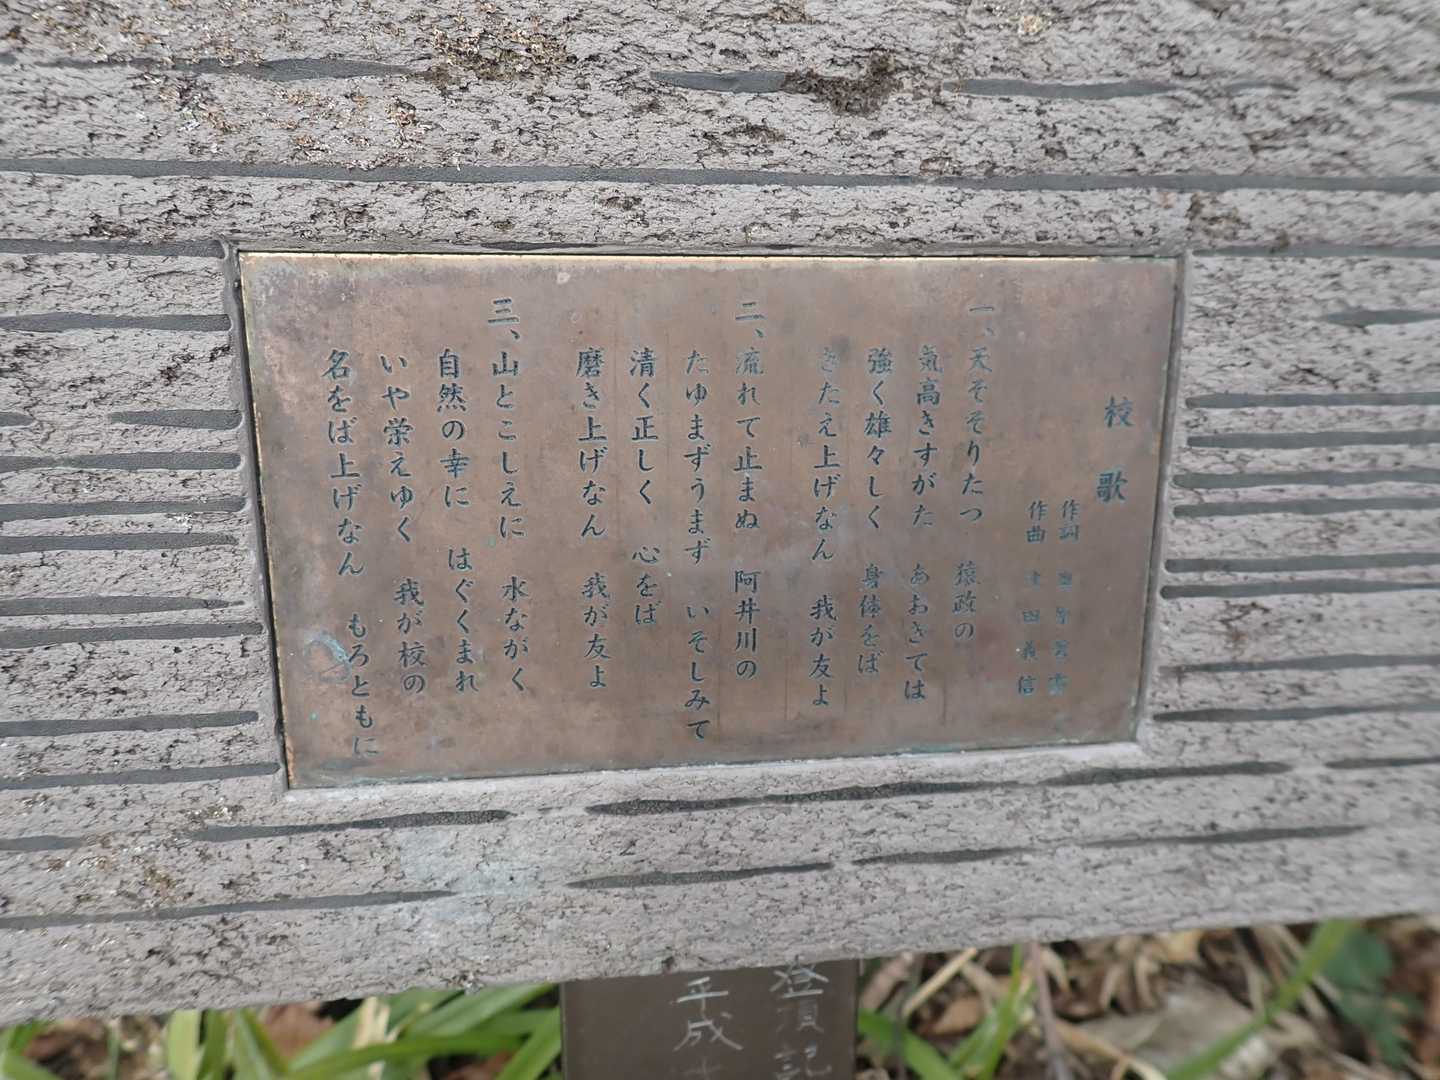 校歌
作詞
作曲 田義信
一、天そそりたつ 猿政の
気高きすがた あおぎては
強く雄々しく 身体をば
きたえ上げなん 我が友よ
二、流れて止まぬ 阿井川の
たゆまずうまず いそしみて
清く正しく 心をば
磨き上げなん 我が友よ
三、山とこしえに 水ながく
自然の幸に はぐくまれ
いや栄えゆく 我が校の
名をば上げなん もろともに
平成